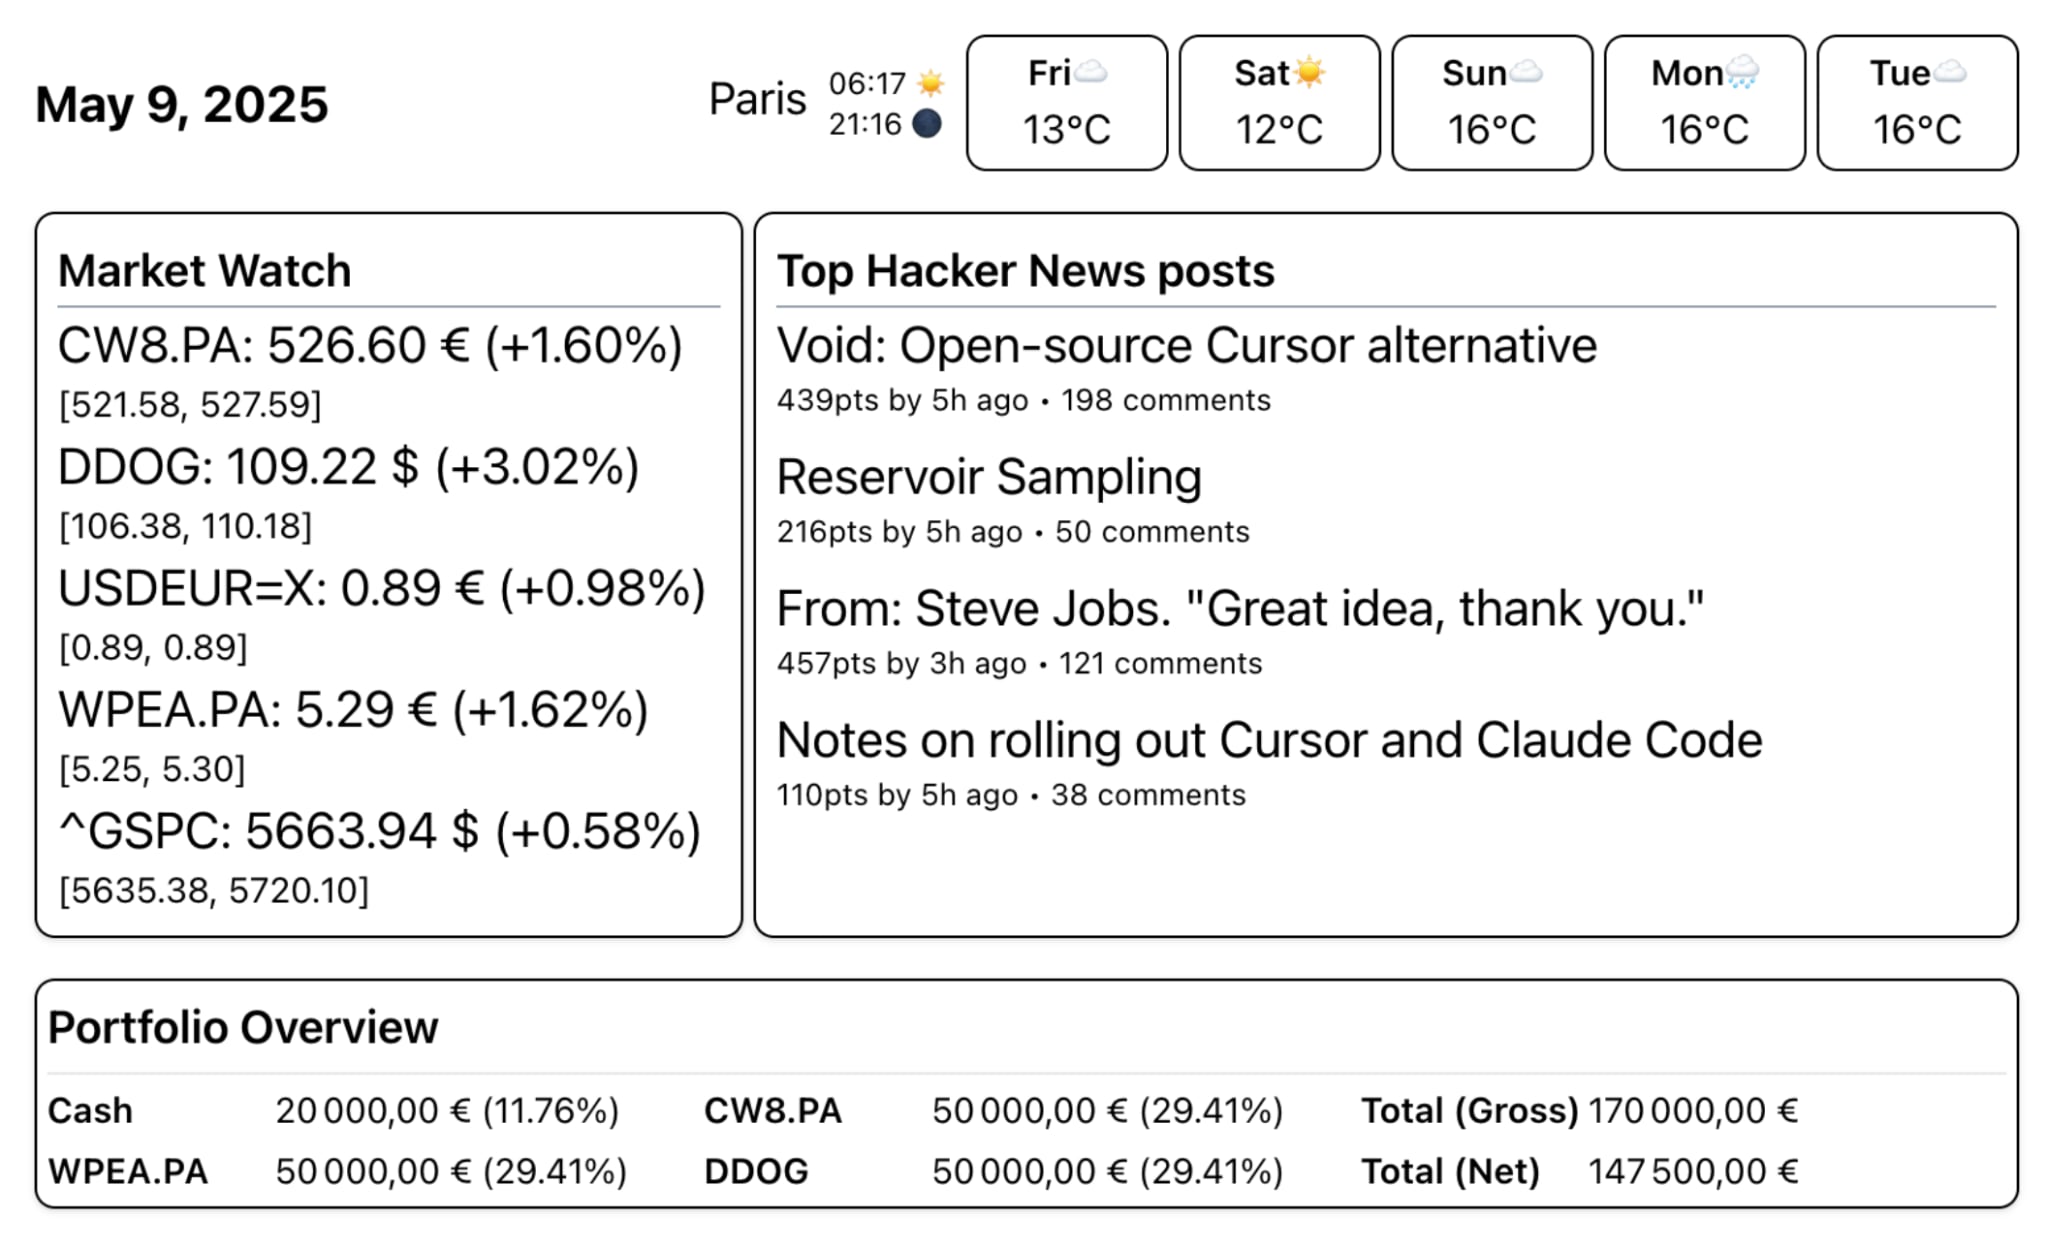 May 9, 2025
Paris
06:17 ☀️
21:16 🌑
Fri☁️
13°C
Sat☀️
12°C
Sun☁️
16°C
Mon🌧️
16°C
Tue☁️
16°C
Market Watch
CW8.PA: 526.60 € (+1.60%)
[521.58, 527.59]
DDOG: 109.22 $ (+3.02%)
[106.38, 110.18]
USDEUR=X: 0.89 € (+0.98%)
[0.89, 0.89]
WPEA.PA: 5.29 € (+1.62%)
[5.25, 5.30]
^GSPC: 5663.94 $ (+0.58%)
[5635.38, 5720.10]
Top Hacker News posts
Void: Open-source Cursor alternative
439pts by 5h ago • 198 comments
Reservoir Sampling
216pts by 5h ago • 50 comments
From: Steve Jobs. "Great idea, thank you."
457pts by 3h ago • 121 comments
Notes on rolling out Cursor and Claude Code
110pts by 5h ago • 38 comments
Portfolio Overview
Cash 20 000,00 € (11.76%) CW8.PA 50 000,00 € (29.41%) Total (Gross) 170 000,00 €
WPEA.PA 50 000,00 € (29.41%) DDOG 50 000,00 € (29.41%) Total (Net) 147 500,00 €